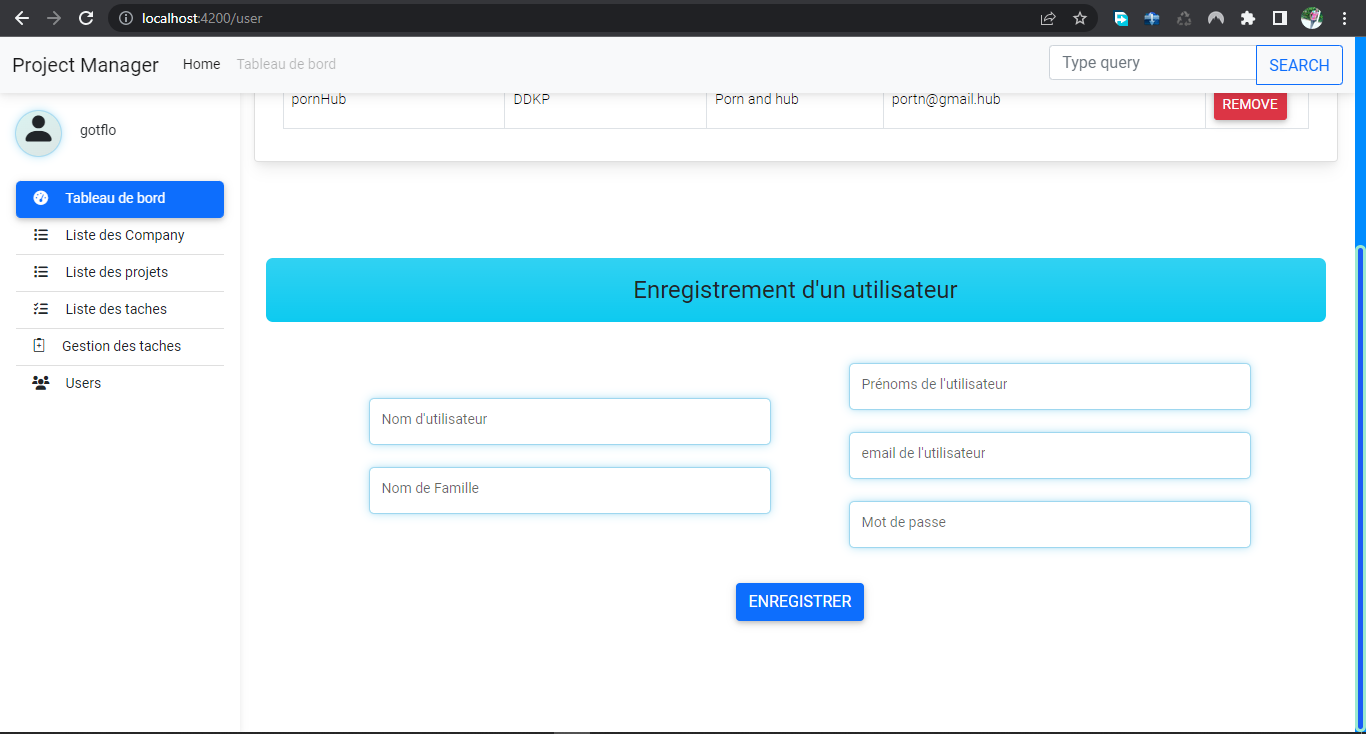 localhost:4200/user
Project Manager Home Tableau de bord Type query SEARCH
pornHub DDKP Porn and hub portn@gmail.hub REMOVE
gotflo
Tableau de bord
Liste des Company
Liste des projets
Liste des taches
Gestion des taches
Users
Enregistrement d'un utilisateur
Nom d'utilisateur
Nom de Famille
Prénoms de l'utilisateur
email de l'utilisateur
Mot de passe
ENREGISTRER